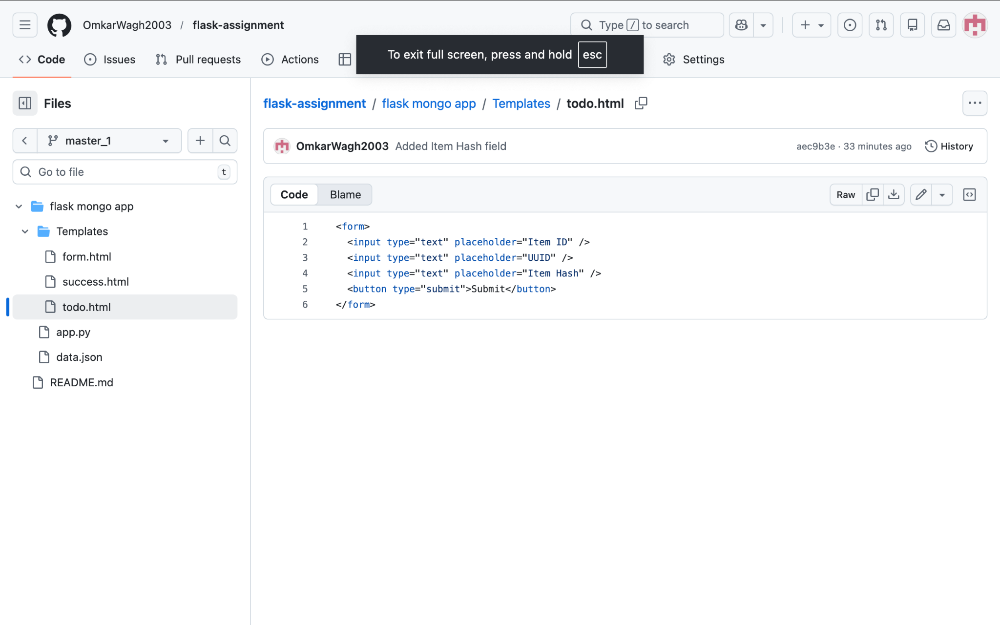 OmkarWagh2003 / flask-assignment
Type / to search
Code
Issues
Pull requests
Actions
To exit full screen, press and hold esc
Settings
Files
master_1
Go to file
t
flask mongo app
Templates
form.html
success.html
todo.html
app.py
data.json
README.md
flask-assignment / flask mongo app / Templates / todo.html
OmkarWagh2003 Added Item Hash field
aec9b3e · 33 minutes ago
History
Code
Blame
Raw
1 <form>
2 <input type="text" placeholder="Item ID" />
3 <input type="text" placeholder="UUID" />
4 <input type="text" placeholder="Item Hash" />
5 <button type="submit">Submit</button>
6 </form>